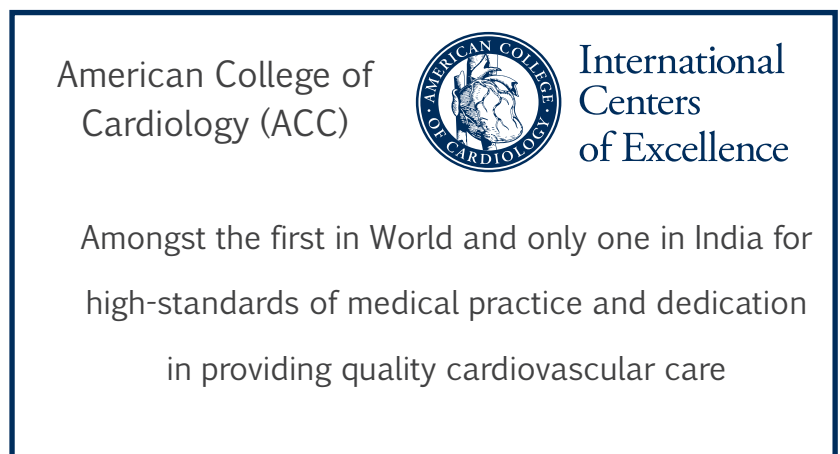 American College of
Cardiology (ACC)
AMERICAN COLLEGE
OF CARDIOLOGY
International
Centers
of Excellence
Amongst the first in World and only one in India for
high-standards of medical practice and dedication
in providing quality cardiovascular care